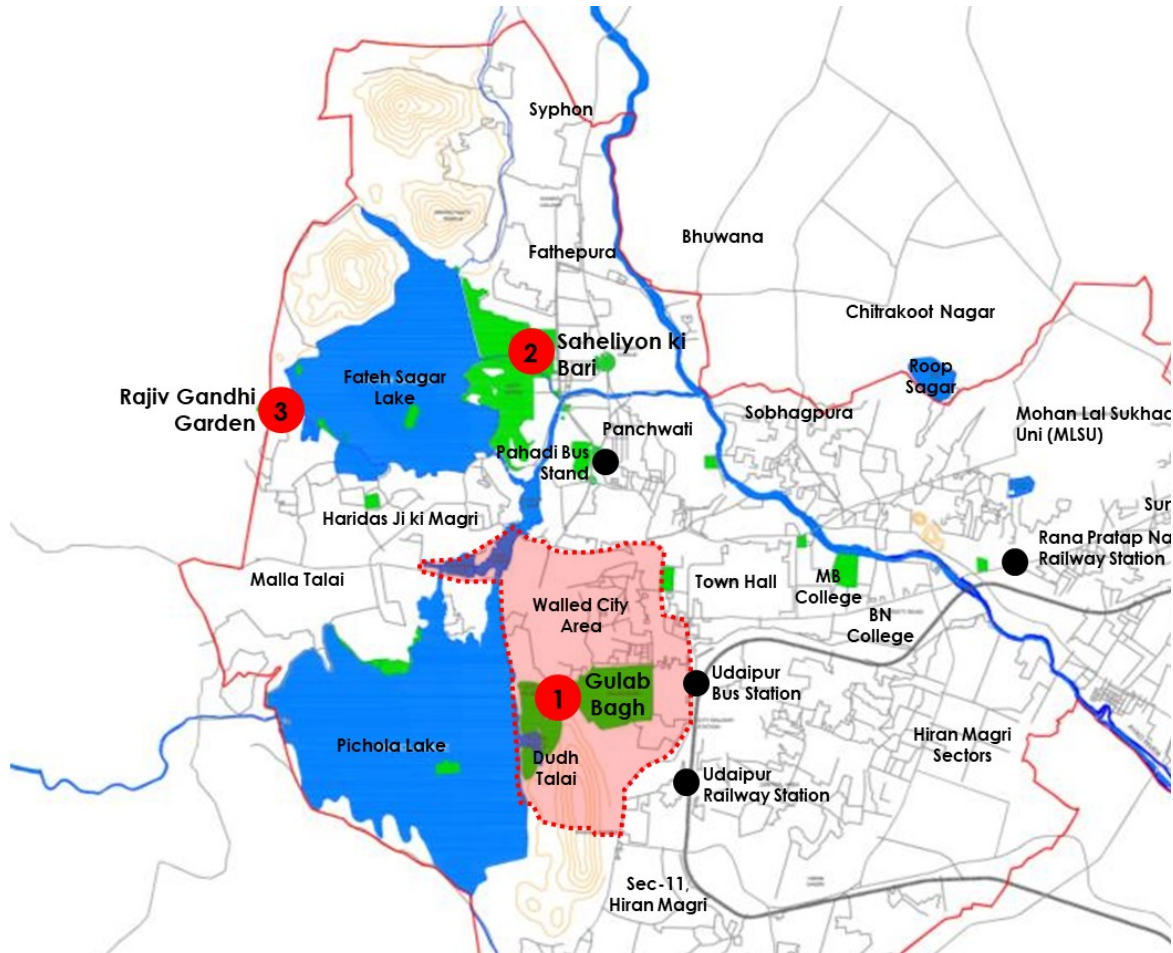 Syphon
Bhuwana
Fathepura
Chitrakoot Nagar
2
Saheliyon ki
Bari
Roop
Sagar
Rajiv Gandhi
Garden
3
Fateh Sagar
Lake
Sobhagpura
Mohan Lal Sukhad
Uni (MLSU)
Panchwati
Pahadi Bus
Stand
Haridas Ji ki Magri
Sur
Rana Pratap Na
Railway Station
Malla Talai
Town Hall
MB
College
BN
College
Walled City
Area
1
Gulab
Bagh
Udaipur
Bus Station
Pichola Lake
Dudh
Talai
Hiran Magri
Sectors
Udaipur
Railway Station
Sec-11,
Hiran Magri